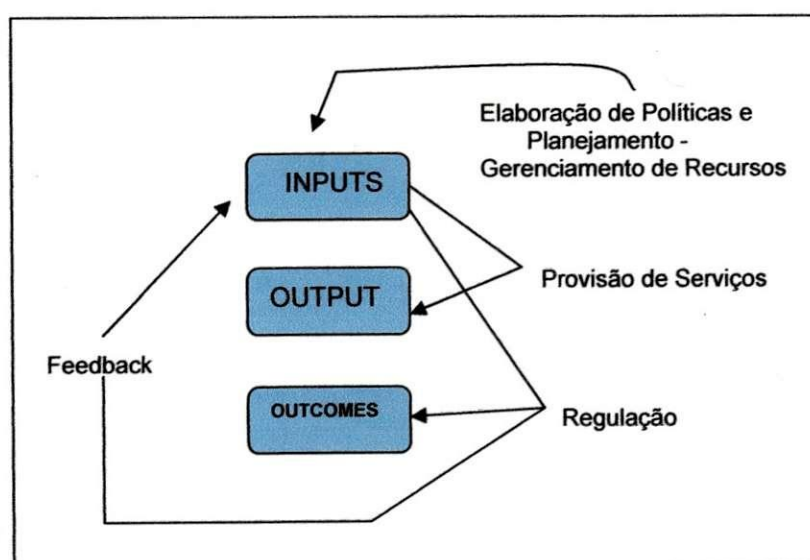 Elaboração de Políticas e
Planejamento -
Gerenciamento de Recursos
INPUTS
OUTPUT
Provisão de Serviços
Feedback
OUTCOMES
Regulação